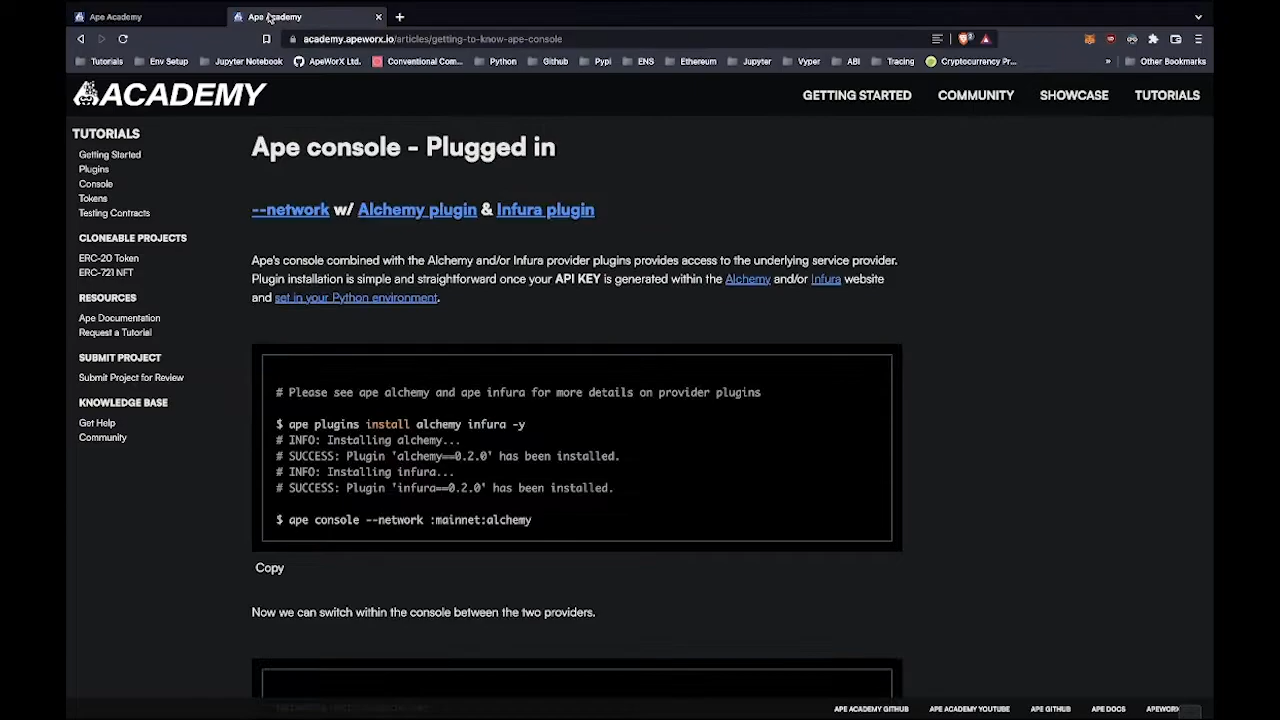 Ape Academy
Ape Academy
academy.apeworx.io/articles/getting-to-know-ape-console
2
Tutorials
Env Setup
Jupyter Notebook
ApeWorX Ltd.
Conventional Com...
Python
Github
Pypi
ENS
Ethereum
Jupyter
Vyper
ABI
Tracing
Cryptocurrency Pr...
»
Other Bookmarks
ACADEMY
GETTING STARTED
COMMUNITY
SHOWCASE
TUTORIALS
TUTORIALS
Getting Started
Plugins
Console
Tokens
Testing Contracts
CLONEABLE PROJECTS
ERC-20 Token
ERC-721 NFT
RESOURCES
Ape Documentation
Request a Tutorial
SUBMIT PROJECT
Submit Project for Review
KNOWLEDGE BASE
Get Help
Community
Ape console - Plugged in
--network w/ Alchemy plugin & Infura plugin
Ape's console combined with the Alchemy and/or Infura provider plugins provides access to the underlying service provider.
Plugin installation is simple and straightforward once your API KEY is generated within the Alchemy and/or Infura website
and set in your Python environment.
# Please see ape alchemy and ape infura for more details on provider plugins
$ ape plugins install alchemy infura -y
# INFO: Installing alchemy...
# SUCCESS: Plugin 'alchemy==0.2.0' has been installed.
# INFO: Installing infura...
# SUCCESS: Plugin 'infura==0.2.0' has been installed.
$ ape console --network :mainnet:alchemy
Copy
Now we can switch within the console between the two providers.
APE ACADEMY GITHUB
APE ACADEMY YOUTUBE
APE GITHUB
APE DOCS